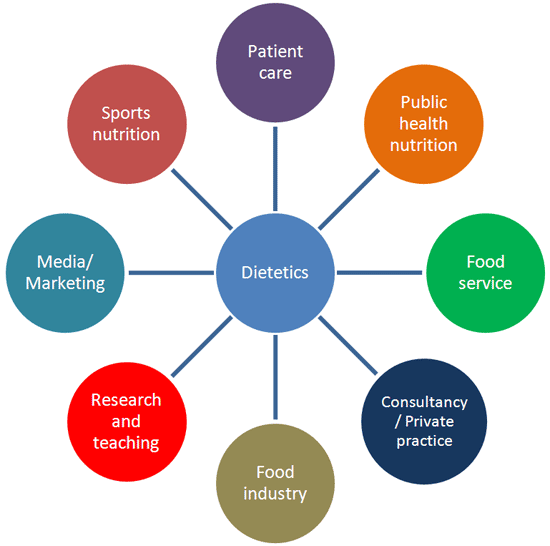 Patient
care
Public
health
nutrition
Food
service
Consultancy
/ Private
practice
Food
industry
Research
and
teaching
Media/
Marketing
Sports
nutrition
Dietetics